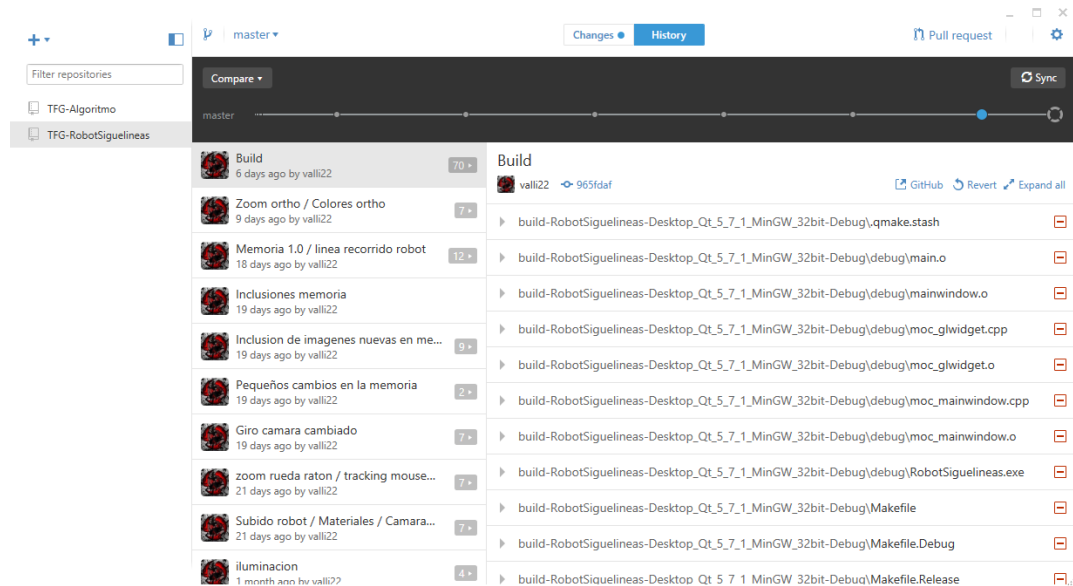 master
Changes
History
Pull request
Filter repositories
TFG-Algoritmo
TFG-RobotSiguelineas
Compare
Sync
master
Build
6 days ago by valli22
70
Zoom ortho / Colores ortho
9 days ago by valli22
7
Memoria 1.0 / linea recorrido robot
18 days ago by valli22
12
Inclusiones memoria
19 days ago by valli22
Inclusion de imagenes nuevas en me...
19 days ago by valli22
9
Pequeños cambios en la memoria
19 days ago by valli22
2
Giro camara cambiado
19 days ago by valli22
7
zoom rueda raton / tracking mouse...
21 days ago by valli22
7
Subido robot / Materiales / Camara...
21 days ago by valli22
7
iluminacion
1 month ago by valli22
4
Build
valli22 965fdaf
GitHub Revert Expand all
build-RobotSiguelineas-Desktop_Qt_5_7_1_MinGW_32bit-Debug\.qmake.stash
build-RobotSiguelineas-Desktop_Qt_5_7_1_MinGW_32bit-Debug\debug\main.o
build-RobotSiguelineas-Desktop_Qt_5_7_1_MinGW_32bit-Debug\debug\mainwindow.o
build-RobotSiguelineas-Desktop_Qt_5_7_1_MinGW_32bit-Debug\debug\moc_glwidget.cpp
build-RobotSiguelineas-Desktop_Qt_5_7_1_MinGW_32bit-Debug\debug\moc_glwidget.o
build-RobotSiguelineas-Desktop_Qt_5_7_1_MinGW_32bit-Debug\debug\moc_mainwindow.cpp
build-RobotSiguelineas-Desktop_Qt_5_7_1_MinGW_32bit-Debug\debug\moc_mainwindow.o
build-RobotSiguelineas-Desktop_Qt_5_7_1_MinGW_32bit-Debug\debug\RobotSiguelineas.exe
build-RobotSiguelineas-Desktop_Qt_5_7_1_MinGW_32bit-Debug\Makefile
build-RobotSiguelineas-Desktop_Qt_5_7_1_MinGW_32bit-Debug\Makefile.Debug
build-RobotSiguelineas-Desktop_Qt_5_7_1_MinGW_32bit-Debug\Makefile.Release